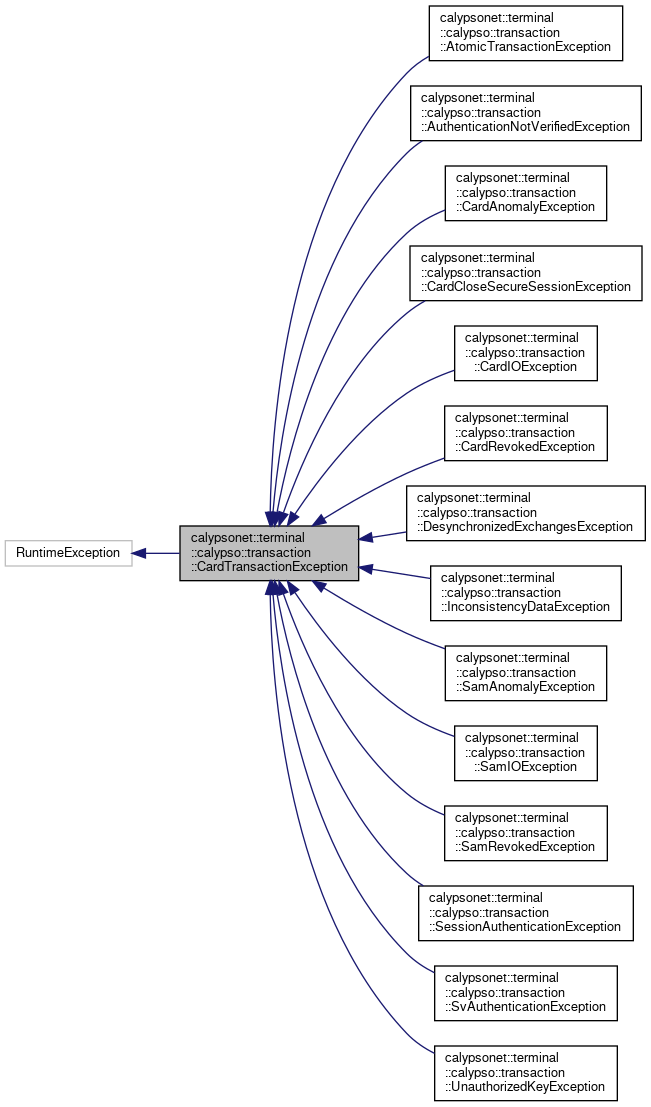 calypsonet::terminal
::calypso::transaction
::AtomicTransactionException
calypsonet::terminal
::calypso::transaction
::AuthenticationNotVerifiedException
calypsonet::terminal
::calypso::transaction
::CardAnomalyException
calypsonet::terminal
::calypso::transaction
::CardCloseSecureSessionException
calypsonet::terminal
::calypso::transaction
::CardIOException
calypsonet::terminal
::calypso::transaction
::CardRevokedException
calypsonet::terminal
::calypso::transaction
::DesynchronizedExchangesException
RuntimeException
calypsonet::terminal
::calypso::transaction
::CardTransactionException
calypsonet::terminal
::calypso::transaction
::InconsistencyDataException
calypsonet::terminal
::calypso::transaction
::SamAnomalyException
calypsonet::terminal
::calypso::transaction
::SamIOException
calypsonet::terminal
::calypso::transaction
::SamRevokedException
calypsonet::terminal
::calypso::transaction
::SessionAuthenticationException
calypsonet::terminal
::calypso::transaction
::SvAuthenticationException
calypsonet::terminal
::calypso::transaction
::UnauthorizedKeyException